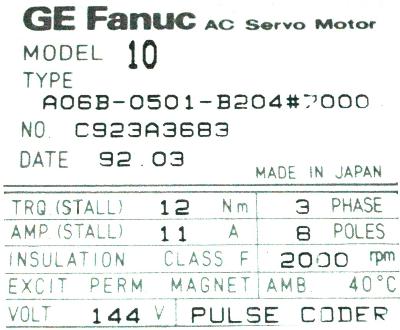 GE Fanuc AC Servo Motor
MODEL 10
TYPE
A06B-0501-B204#7000
NO. C923A3683
DATE 92.03
MADE IN JAPAN
TRQ.(STALL) 12 Nm 3 PHASE
AMP.(STALL) 11 A 8 POLES
INSULATION CLASS F 2000 rpm
EXCIT PERM MAGNET AMB. 40°C
VOLT 144 V PULSE CODER